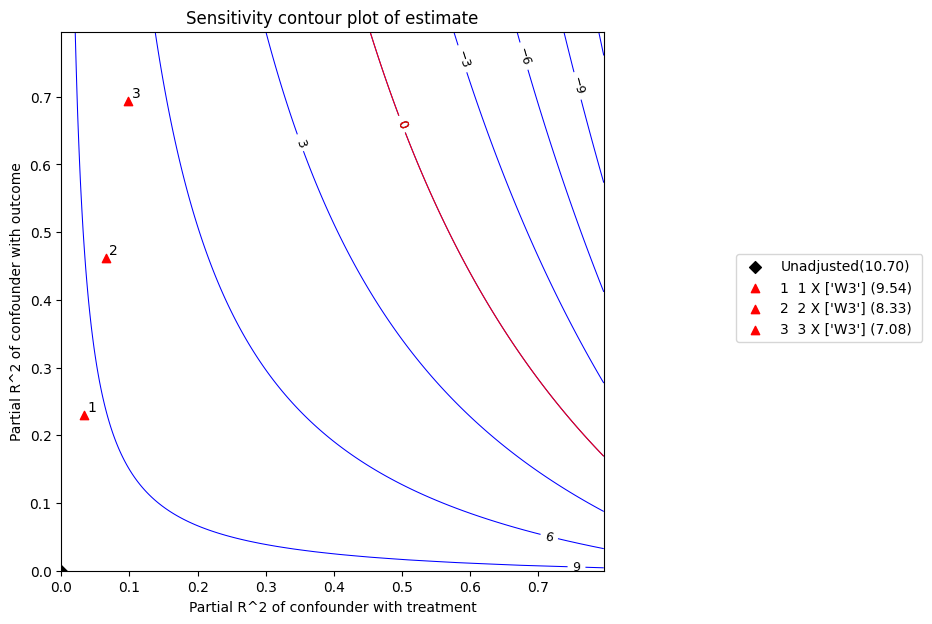 Sensitivity contour plot of estimate
Partial R^2 of confounder with outcome
0.7
0.6
0.5
0.4
0.3
0.2
0.1
0.0
3
2
1
−3
−6
−9
0
3
6
9
0.0 0.1 0.2 0.3 0.4 0.5 0.6 0.7
Partial R^2 of confounder with treatment
Unadjusted(10.70)
1 1 X ['W3'] (9.54)
2 2 X ['W3'] (8.33)
3 3 X ['W3'] (7.08)